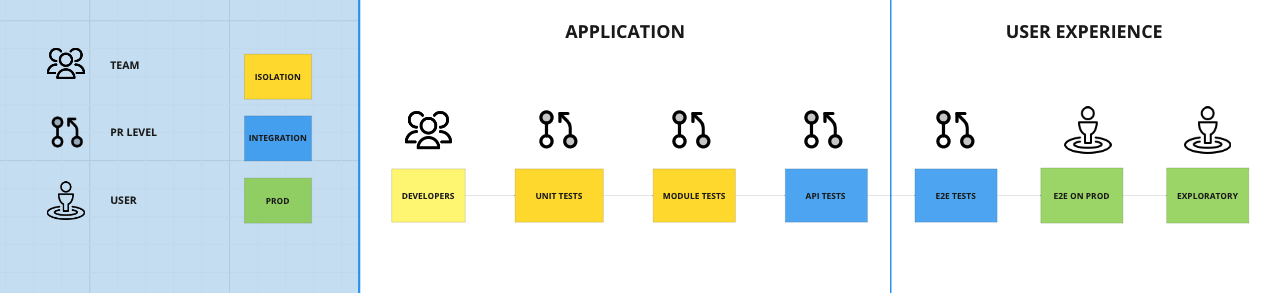 TEAM
ISOLATION
PR LEVEL
INTEGRATION
USER
PROD
APPLICATION
DEVELOPERS
UNIT TESTS
MODULE TESTS
API TESTS
USER EXPERIENCE
E2E TESTS
E2E ON PROD
EXPLORATORY